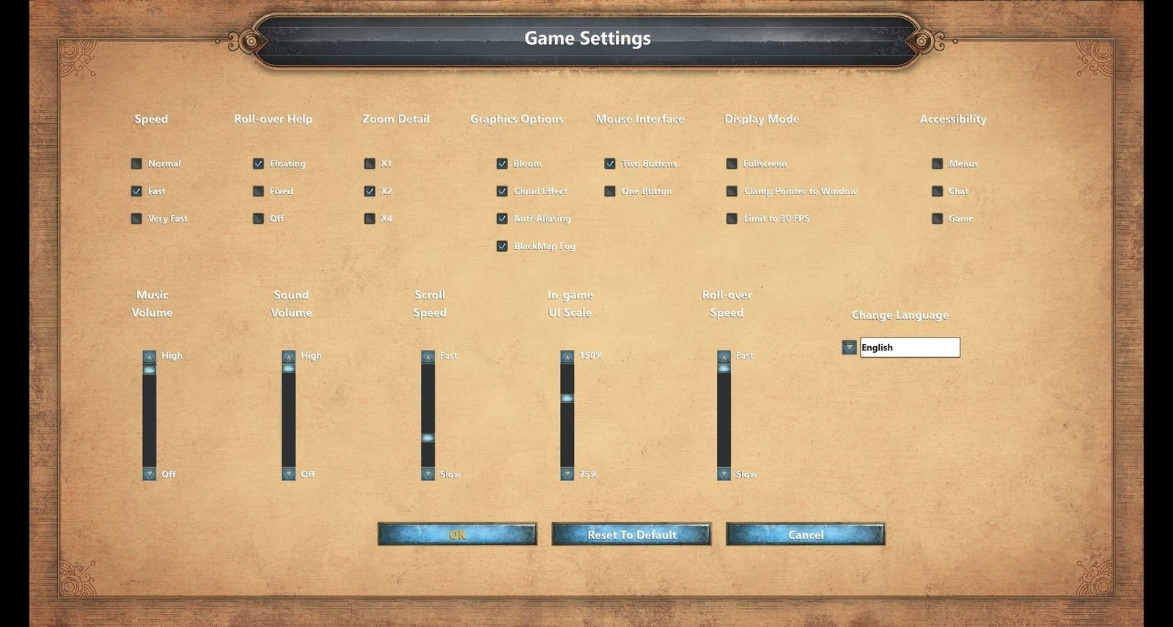 Game Settings
Speed Roll-over Help Zoom Detail Graphics Options Mouse Interface Display Mode Accessibility
Normal Floating X1 Bloom Two Buttons Fullscreen Menus
Fast Fixed X2 Cloud Effect One Button Clamp Pointer to Window Chat
Very Fast Off X4 Anti-Aliasing Limit to 30 FPS Game
BlackMap Fog
Music Sound Scroll In-game Roll-over
Volume Volume Speed UI Scale Speed
Change Language
English
High High Fast 150% Fast
Off Off Slow 75% Slow
OK Reset To Default Cancel